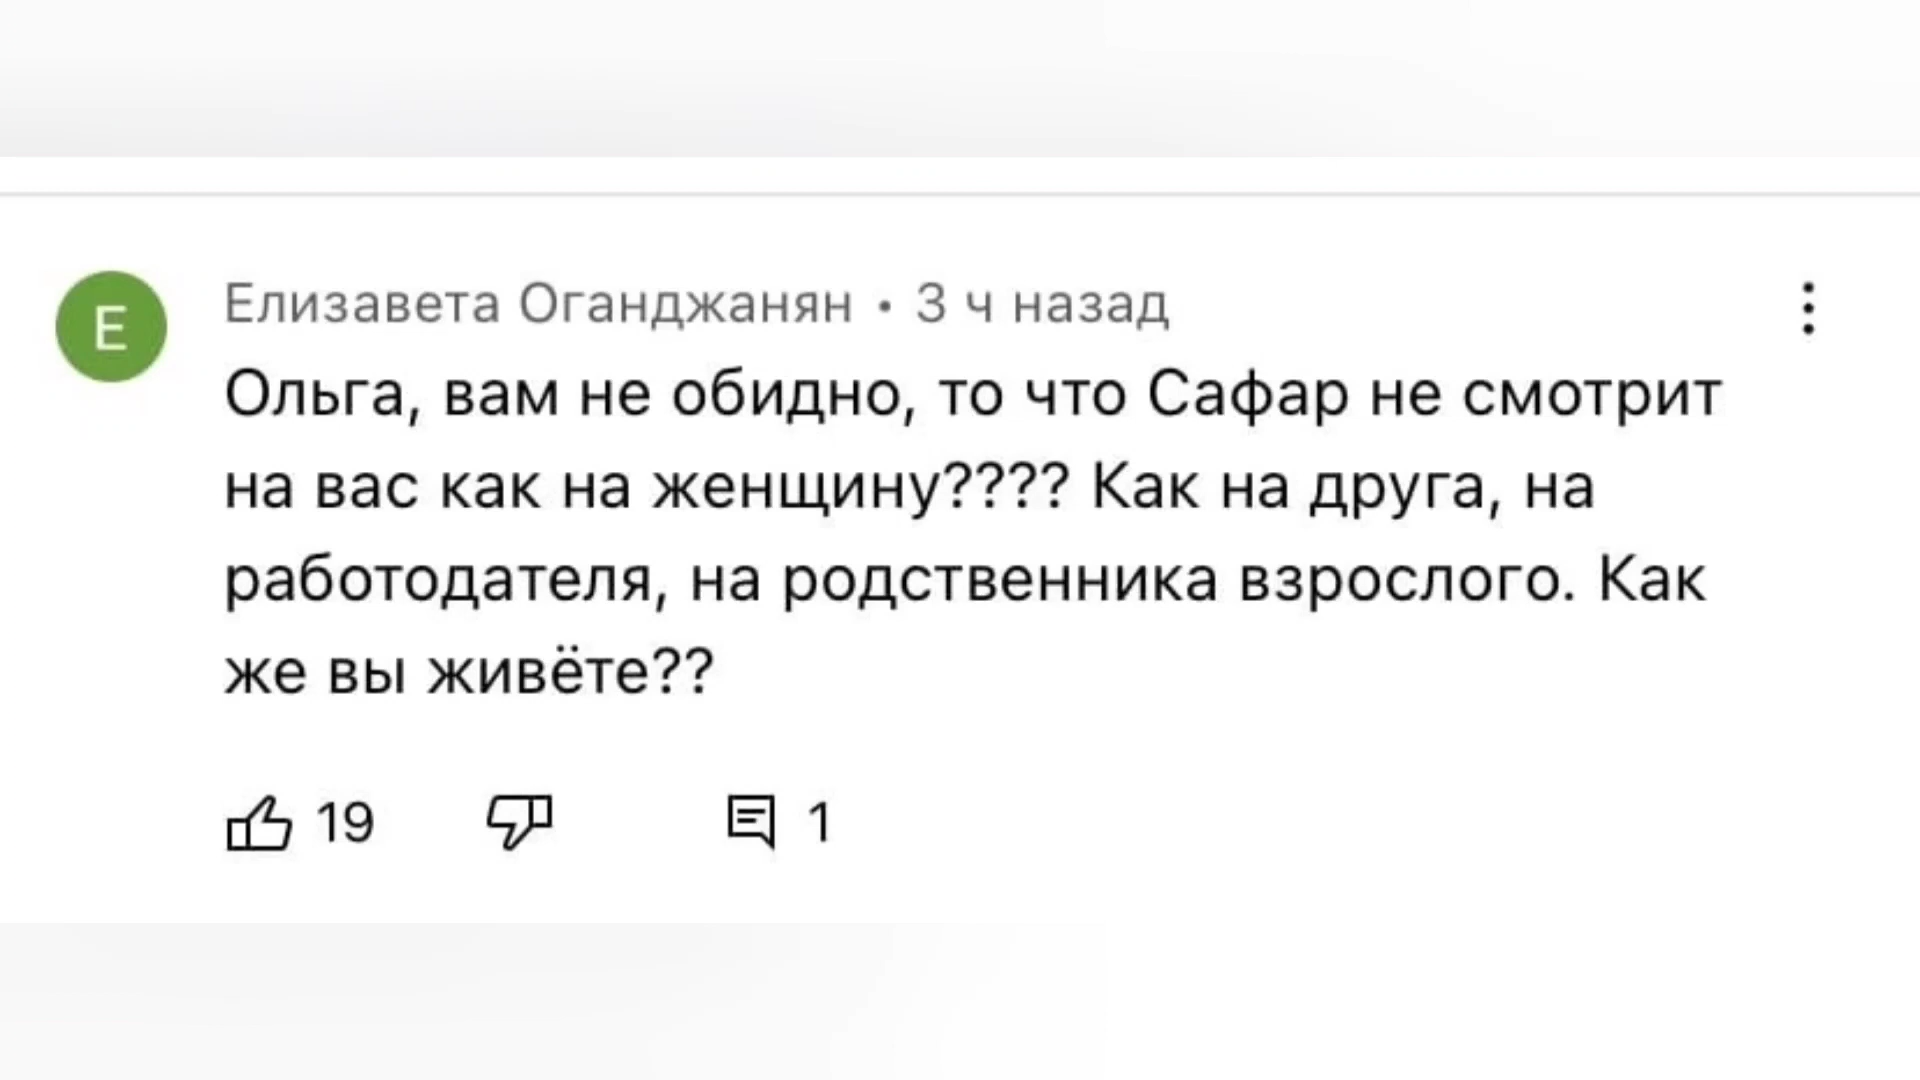 E
Елизавета Оганджанян • 3 ч назад
Ольга, вам не обидно, то что Сафар не смотрит
на вас как на женщину???? Как на друга, на
работодателя, на родственника взрослого. Как
же вы живёте??
19 1